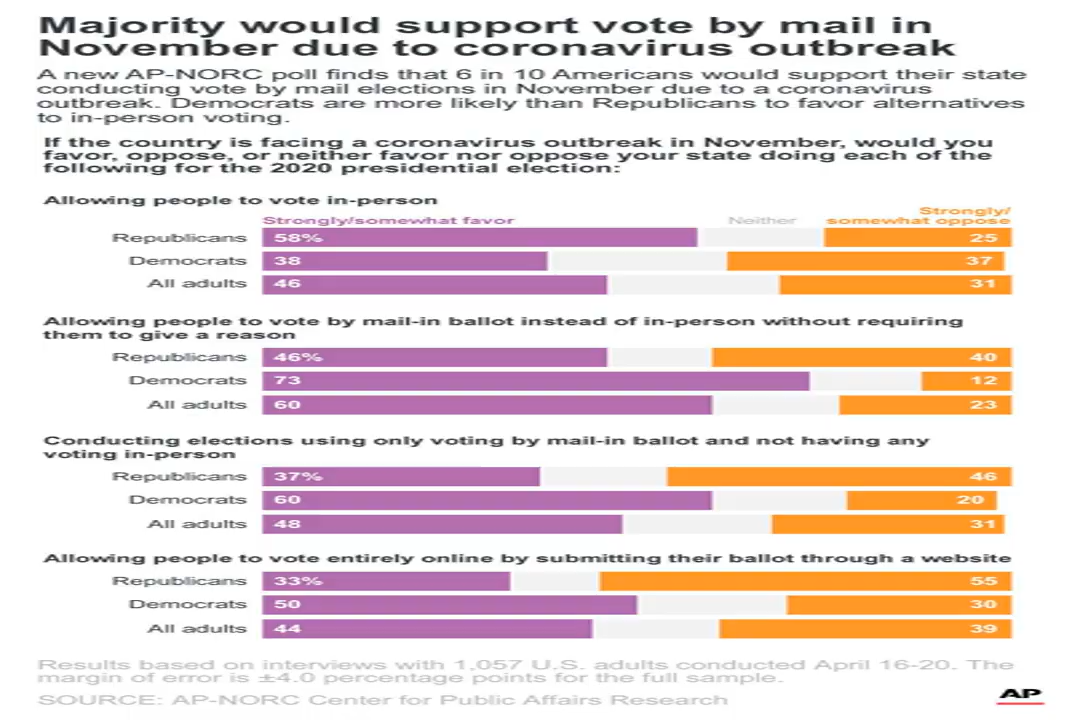 Majority would support vote by mail in
November due to coronavirus outbreak
A new AP-NORC poll finds that 6 in 10 Americans would support their state
conducting vote by mail elections in November due to a coronavirus
outbreak. Democrats are more likely than Republicans to favor alternatives
to in-person voting.
If the country is facing a coronavirus outbreak in November, would you
favor, oppose, or neither favor nor oppose your state doing each of the
following for the 2020 presidential election:
Allowing people to vote in-person
Strongly/somewhat favor Neither Strongly/
somewhat oppose
Republicans 58% 25
Democrats 38 37
All adults 46 31
Allowing people to vote by mail-in ballot instead of in-person without requiring
them to give a reason
Republicans 46% 40
Democrats 73 12
All adults 60 23
Conducting elections using only voting by mail-in ballot and not having any
voting in-person
Republicans 37% 46
Democrats 60 20
All adults 48 31
Allowing people to vote entirely online by submitting their ballot through a website
Republicans 33% 55
Democrats 50 30
All adults 44 39
Results based on interviews with 1,057 U.S. adults conducted April 16-20. The
margin of error is ±4.0 percentage points for the full sample.
SOURCE: AP-NORC Center for Public Affairs Research
AP